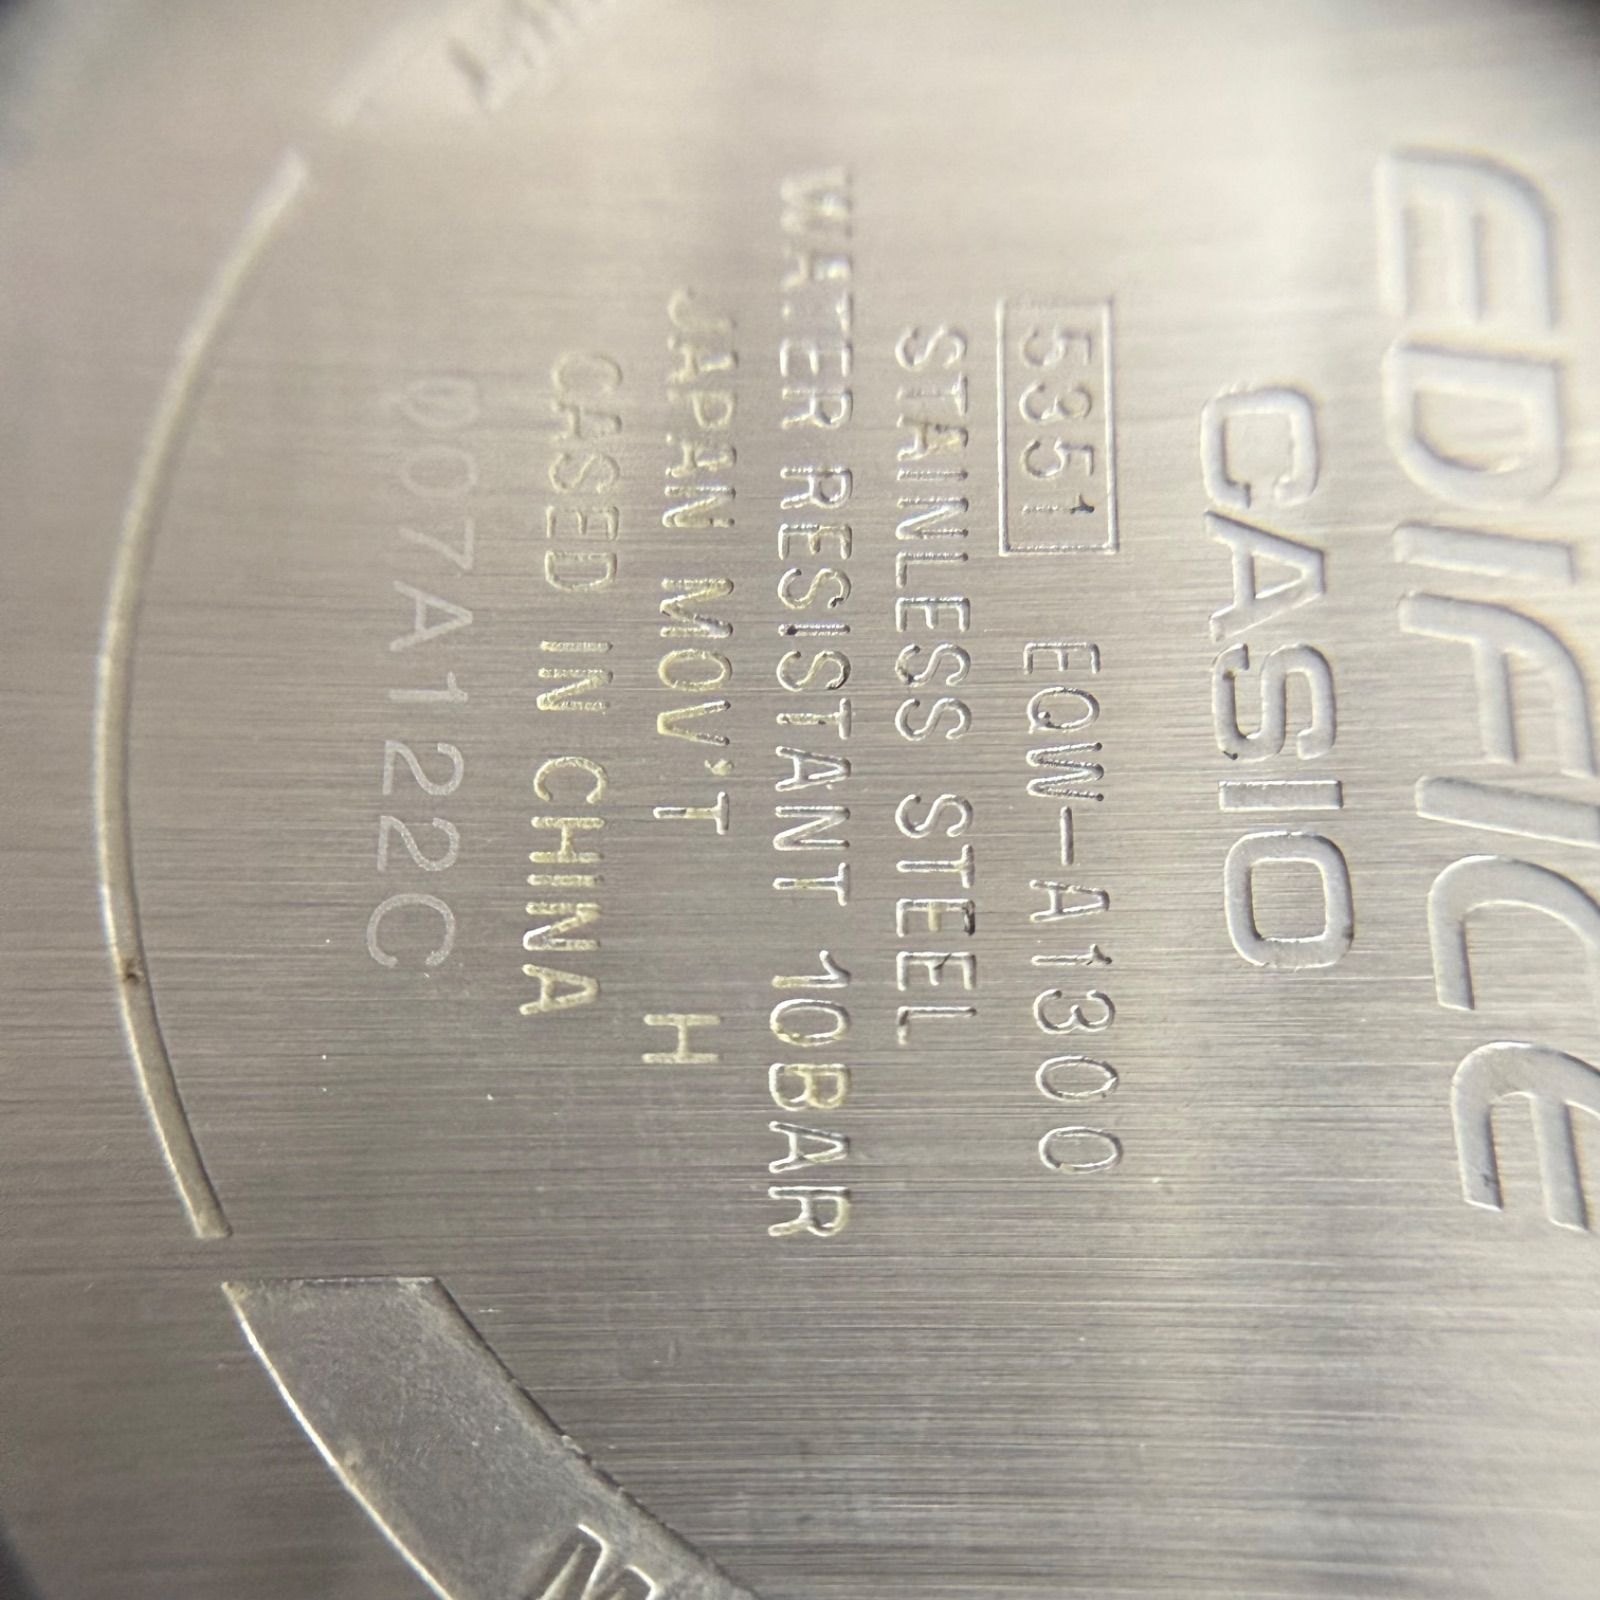 EDIFICE
CASIO
5351 EQW-A1300
STAINLESS STEEL
WATER RESISTANT 10BAR
JAPAN MOV'T H
CASED IN CHINA
007A122C